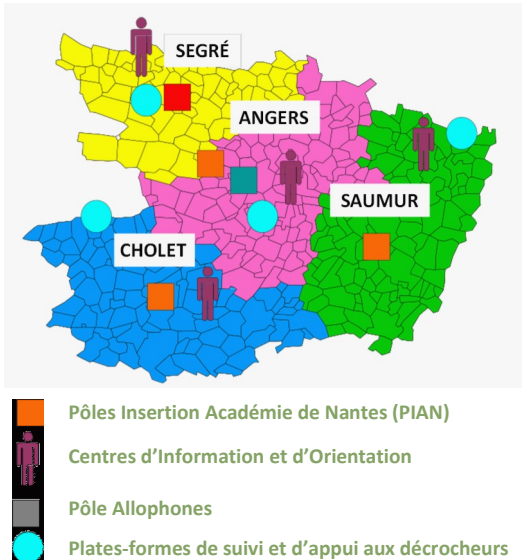 SEGRÉ
ANGERS
SAUMUR
CHOLET
Pôles Insertion Académie de Nantes (PIAN)
Centres d’Information et d’Orientation
Pôle Allophones
Plates-formes de suivi et d’appui aux décrocheurs